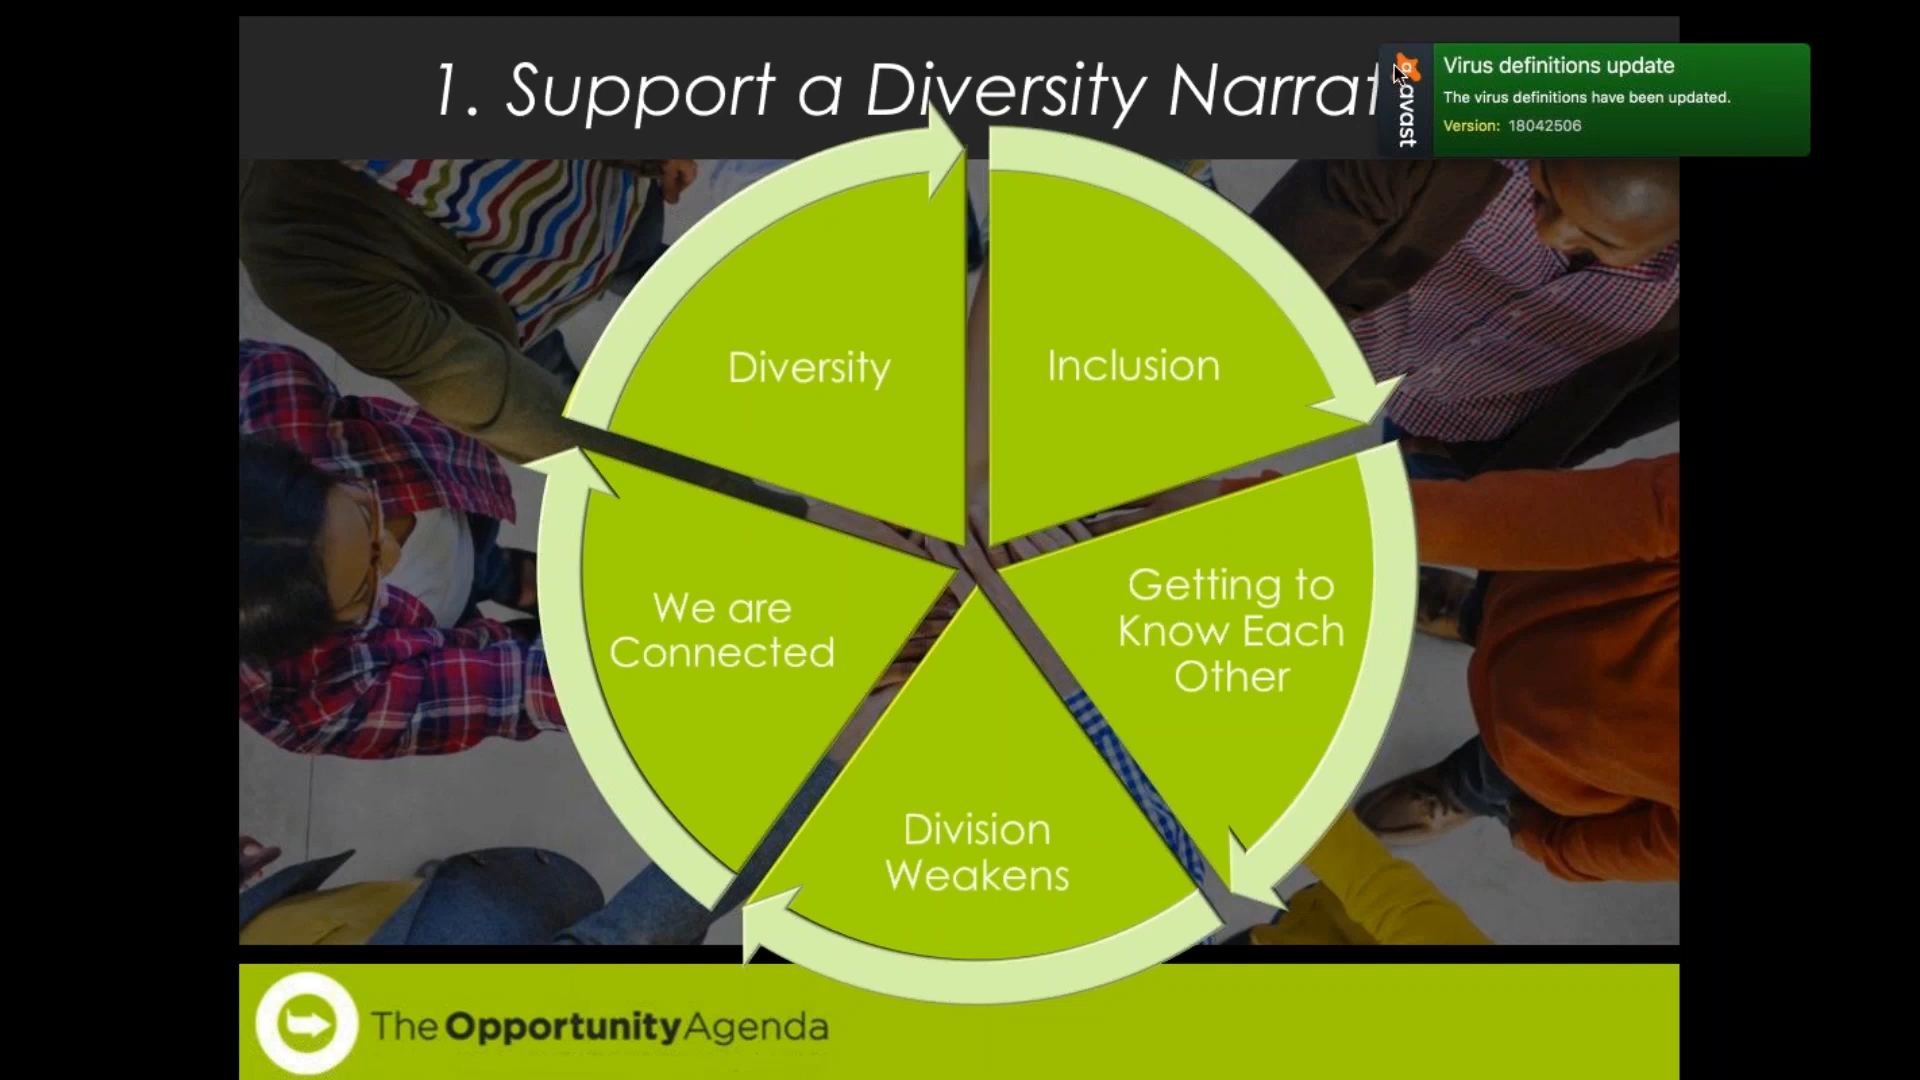 1. Support a Diversity Narrat
avast
Virus definitions update
The virus definitions have been updated.
Version: 18042506
Diversity
Inclusion
Getting to
Know Each
Other
We are
Connected
Division
Weakens
The Opportunity Agenda